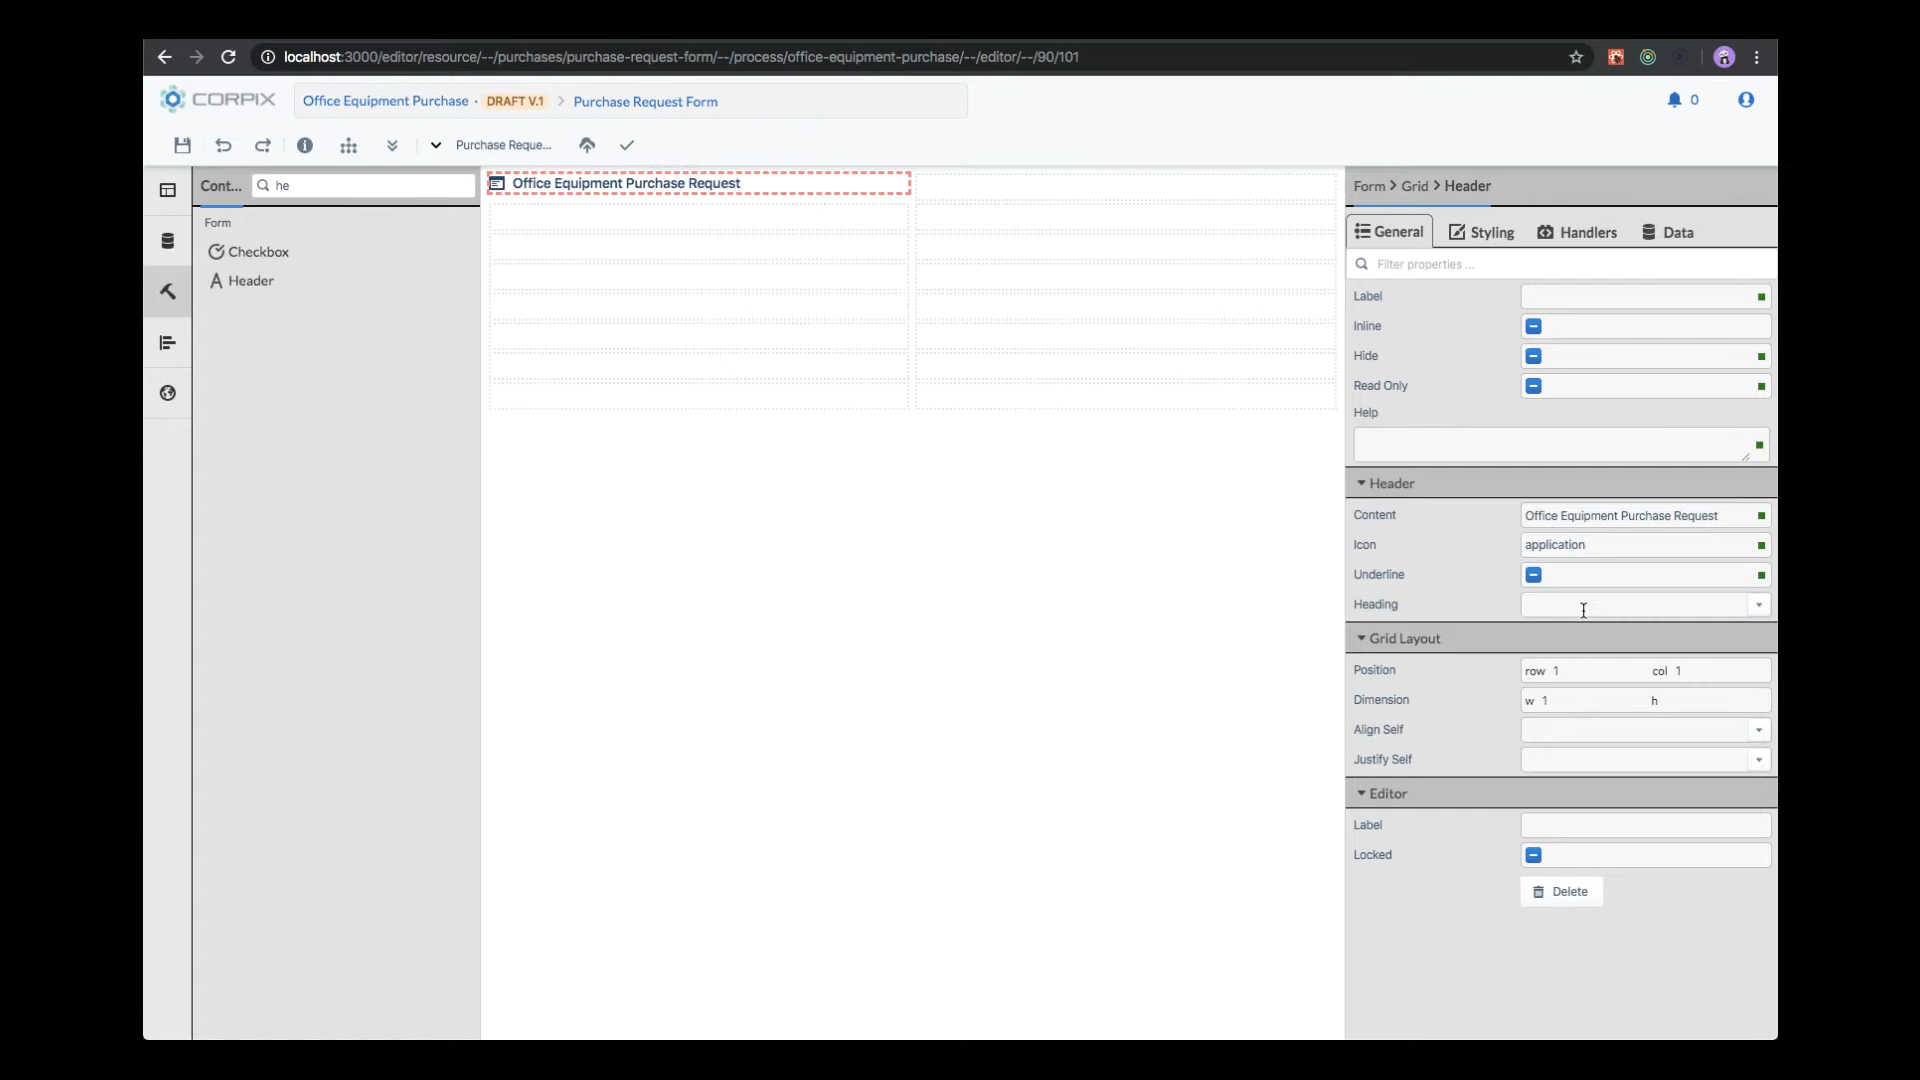 localhost:3000/editor/resource/--/purchases/purchase-request-form/--/process/office-equipment-purchase/--/editor/--/90/101
CORPIX
Office Equipment Purchase · DRAFT V.1 > Purchase Request Form
0
Purchase Reque...
Cont...
he
Form
Checkbox
Header
Office Equipment Purchase Request
Form > Grid > Header
General
Styling
Handlers
Data
Filter properties ...
Label
Inline
Hide
Read Only
Help
Header
Content
Office Equipment Purchase Request
Icon
application
Underline
Heading
Grid Layout
Position
row 1
col 1
Dimension
w 1
h
Align Self
Justify Self
Editor
Label
Locked
Delete